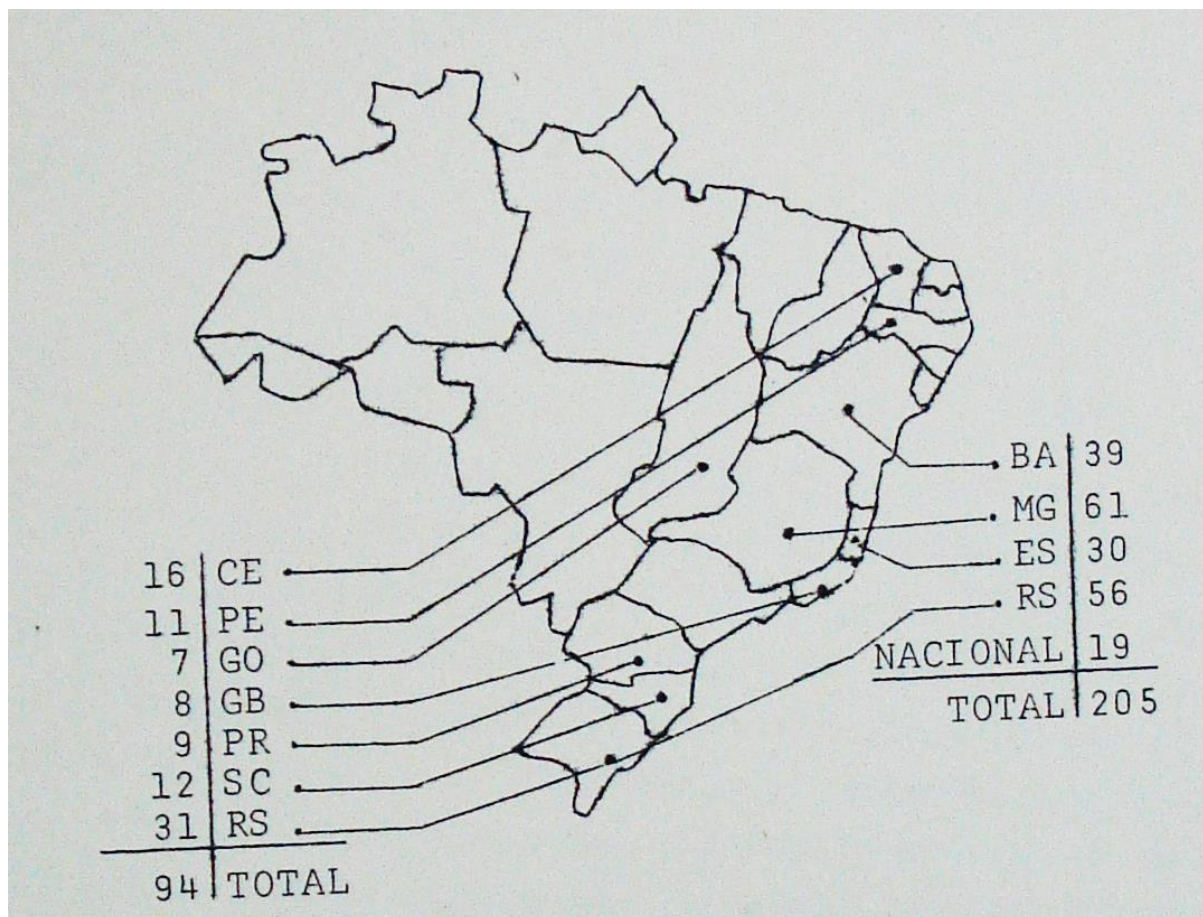 16 CE
11 PE
7 GO
8 GB
9 PR
12 SC
31 RS
94 TOTAL
BA 39
MG 61
ES 30
RS 56
NACIONAL 19
TOTAL 205